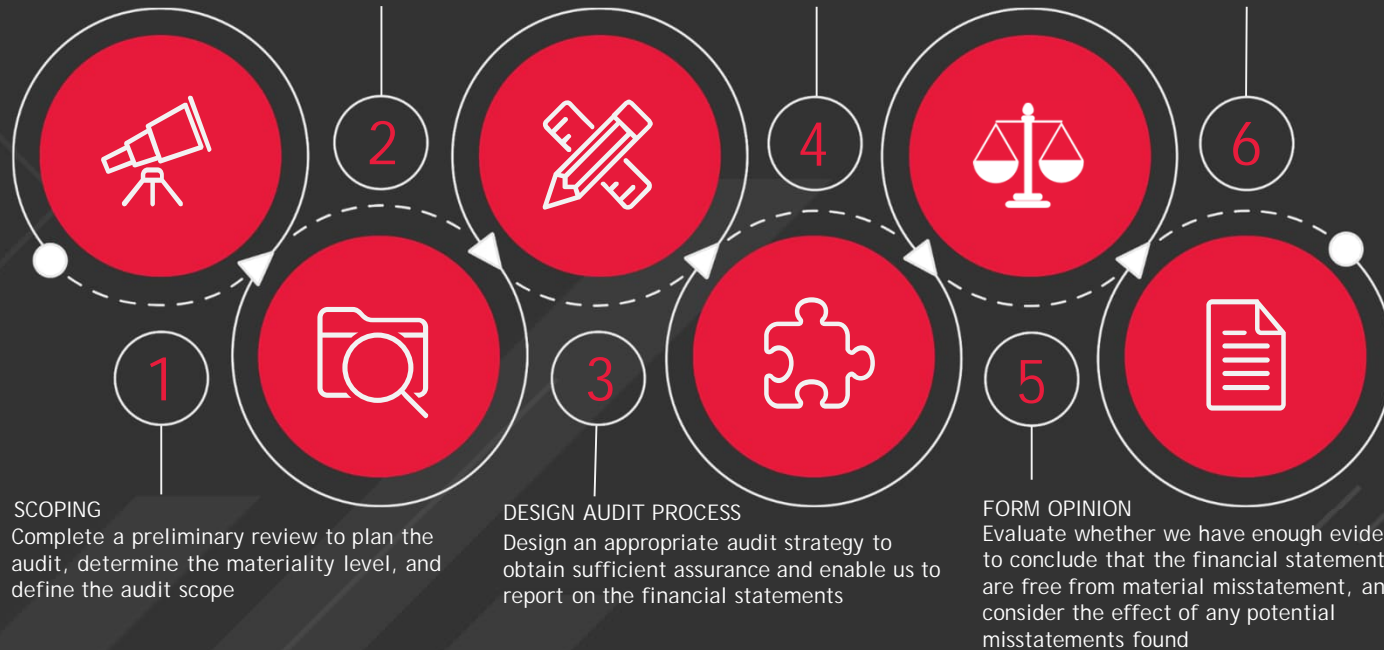 2
4
6
1
3
5
SCOPING
Complete a preliminary review to plan the
audit, determine the materiality level, and
define the audit scope
DESIGN AUDIT PROCESS
Design an appropriate audit strategy to
obtain sufficient assurance and enable us to
report on the financial statements
FORM OPINION
Evaluate whether we have enough evide
to conclude that the financial statement
are free from material misstatement, an
consider the effect of any potential
misstatements found